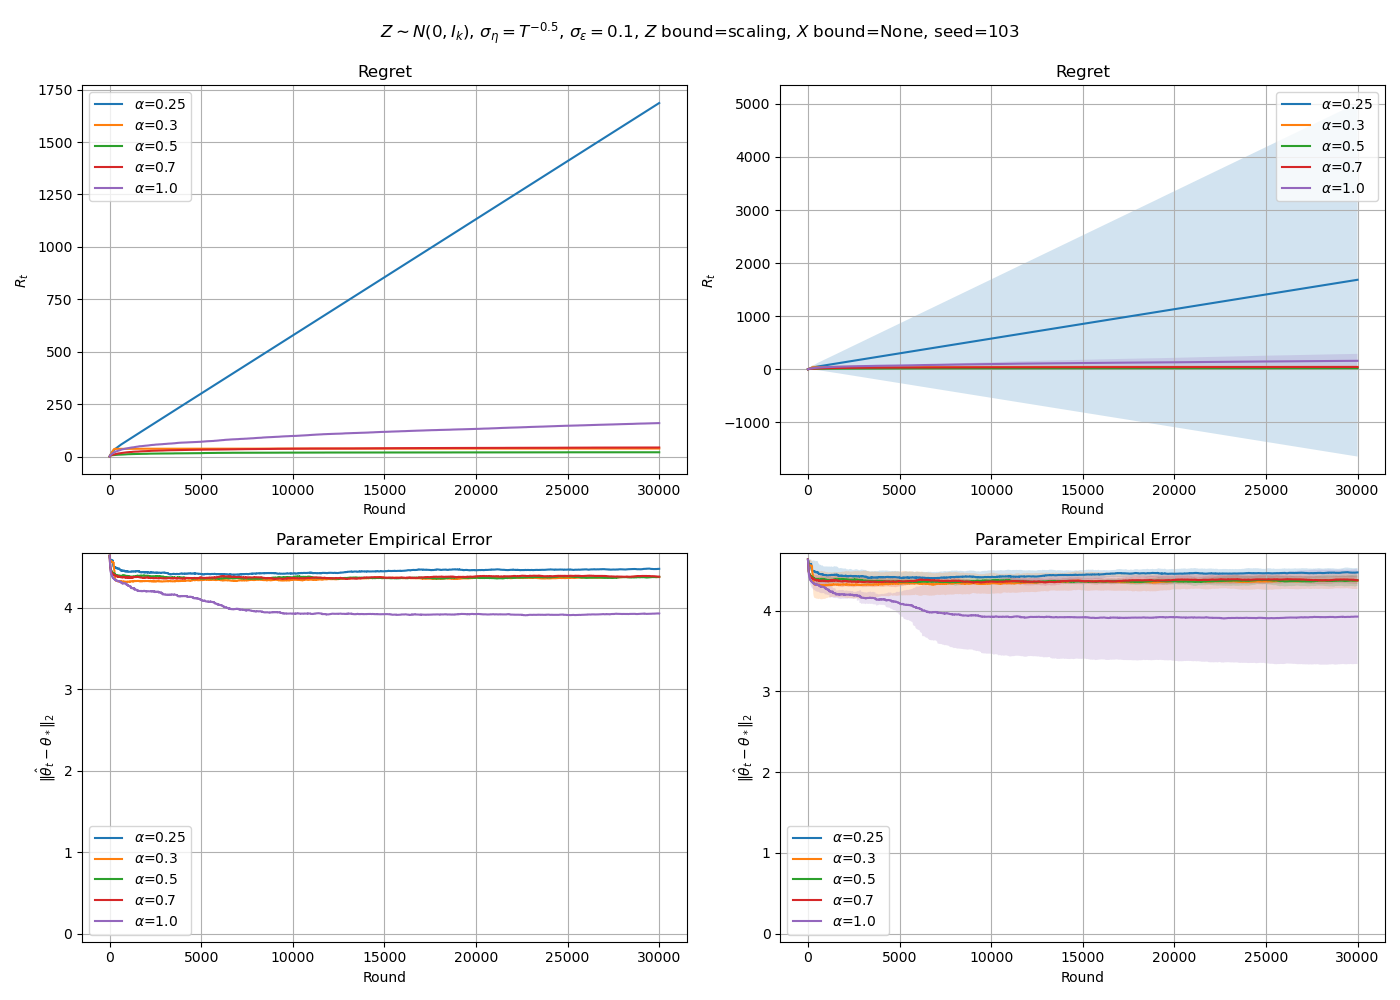 Z ~ N(0, I_k), σ_η = T^{-0.5}, σ_ε = 0.1, Z bound=scaling, X bound=None, seed=103
Regret
1750
1500
1250
1000
750
500
250
0
R_t
α=0.25
α=0.3
α=0.5
α=0.7
α=1.0
0 5000 10000 15000 20000 25000 30000
Round
Regret
5000
4000
3000
2000
1000
0
−1000
R_t
α=0.25
α=0.3
α=0.5
α=0.7
α=1.0
0 5000 10000 15000 20000 25000 30000
Round
Parameter Empirical Error
4
3
2
1
0
‖θ̂_t − θ_*‖_2
α=0.25
α=0.3
α=0.5
α=0.7
α=1.0
0 5000 10000 15000 20000 25000 30000
Round
Parameter Empirical Error
4
3
2
1
0
‖θ̂_t − θ_*‖_2
α=0.25
α=0.3
α=0.5
α=0.7
α=1.0
0 5000 10000 15000 20000 25000 30000
Round